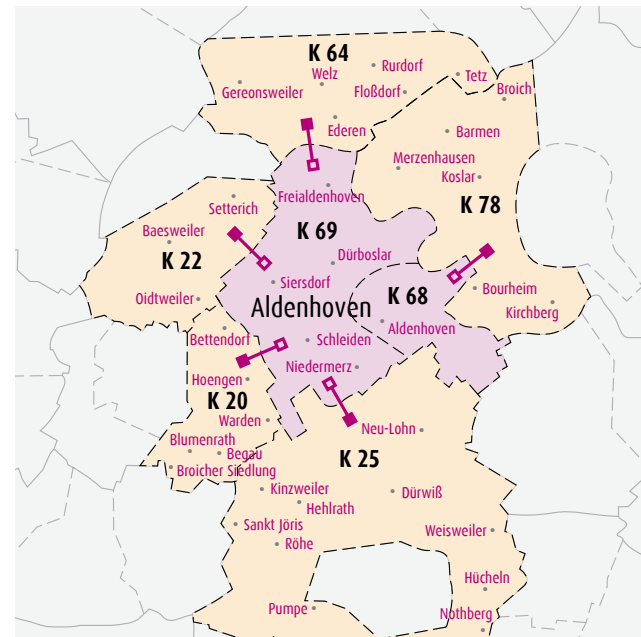 K 64
Rurdorf
Welz
Tetz
Gereonsweiler
Floßdorf
Broich
Ederen
Barmen
Merzenhausen
Koslar
Freialdenhoven
Setterich
K 78
Baesweiler
K 69
K 22
Dürboslar
Siersdorf
K 68
Bourheim
Oidtweiler
Kirchberg
Aldenhoven
Aldenhoven
Bettendorf
Schleiden
Niedermerz
Hoengen
K 20
Warden
Neu-Lohn
Blumenrath
Begau
K 25
Broicher Siedlung
Kinzweiler
Dürwiß
Hehlrath
Sankt Jöris
Weisweiler
Röhe
Hücheln
Pumpe
Nothberg